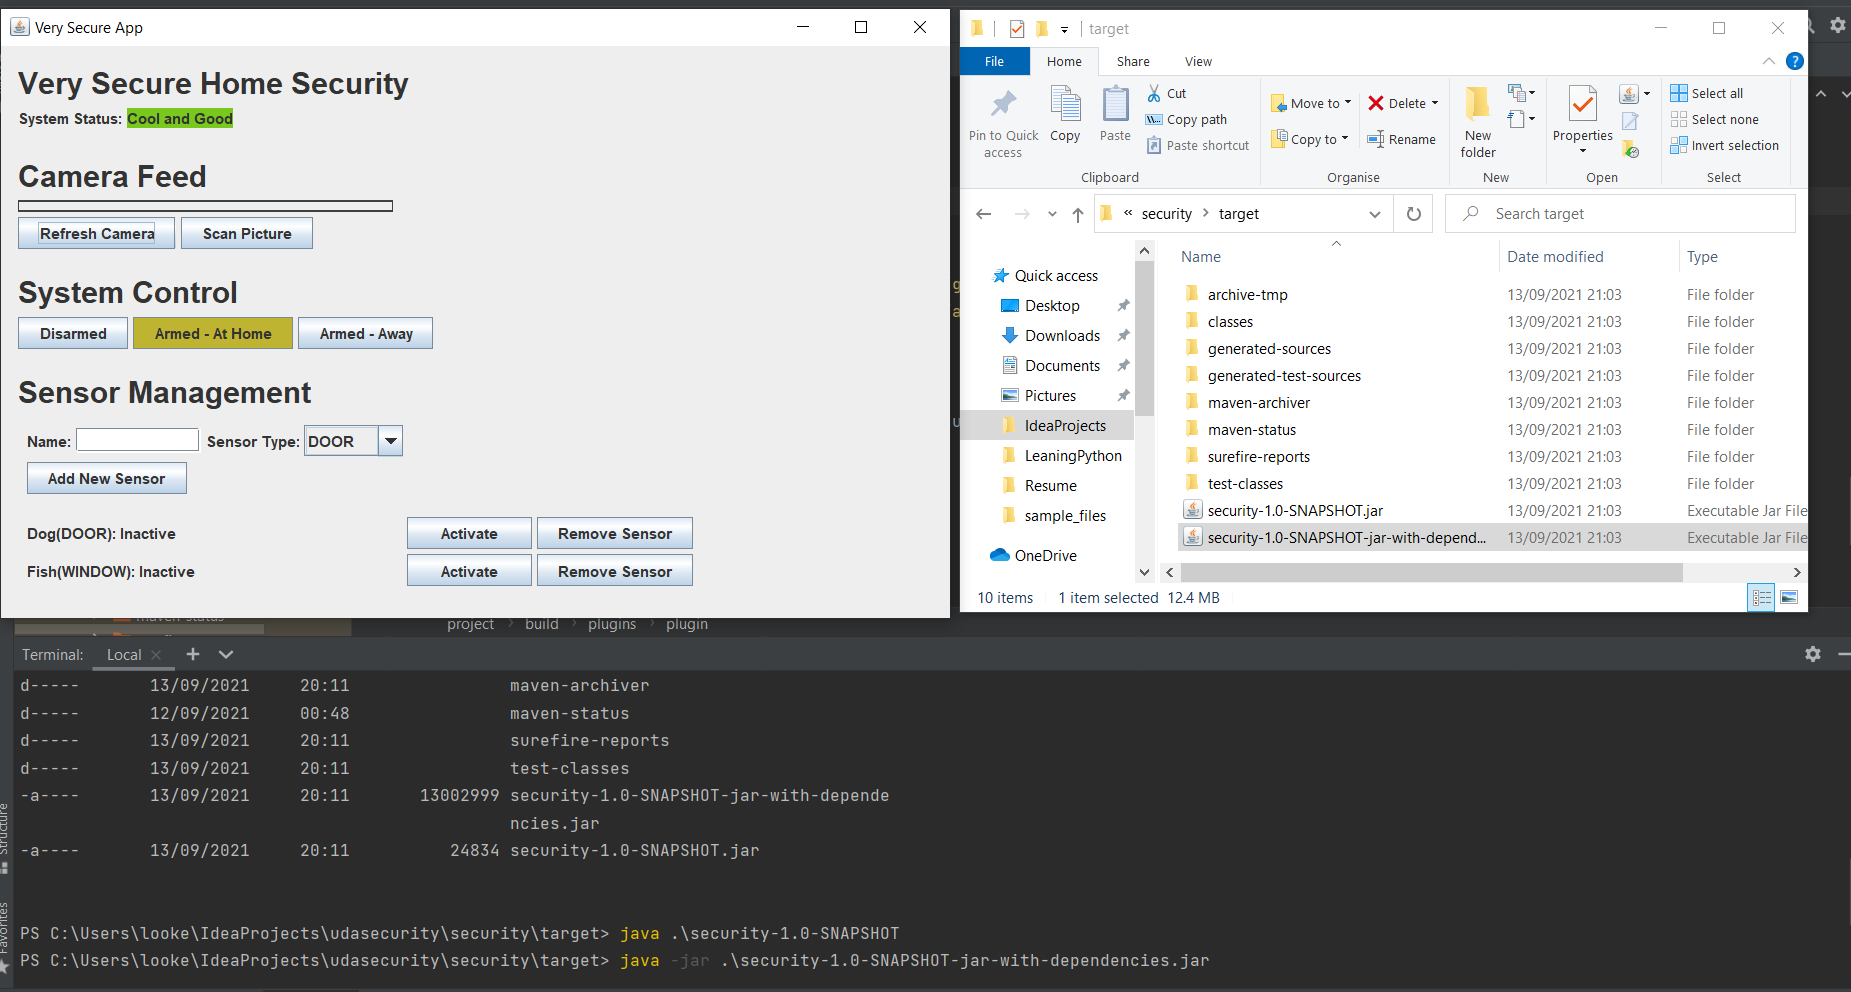 Very Secure App
Very Secure Home Security
System Status: Cool and Good
Camera Feed
Refresh Camera
Scan Picture
System Control
Disarmed
Armed - At Home
Armed - Away
Sensor Management
Name:
Sensor Type: DOOR
Add New Sensor
Dog(DOOR): Inactive
Activate
Remove Sensor
Fish(WINDOW): Inactive
Activate
Remove Sensor
target
File
Home
Share
View
Pin to Quick access
Copy
Paste
Cut
Copy path
Paste shortcut
Clipboard
Move to
Copy to
Delete
Rename
Organise
New folder
New
Properties
Open
Select all
Select none
Invert selection
Select
« security > target
Search target
Quick access
Desktop
Downloads
Documents
Pictures
IdeaProjects
LeaningPython
Resume
sample_files
OneDrive
Name Date modified Type
archive-tmp 13/09/2021 21:03 File folder
classes 13/09/2021 21:03 File folder
generated-sources 13/09/2021 21:03 File folder
generated-test-sources 13/09/2021 21:03 File folder
maven-archiver 13/09/2021 21:03 File folder
maven-status 13/09/2021 21:03 File folder
surefire-reports 13/09/2021 21:03 File folder
test-classes 13/09/2021 21:03 File folder
security-1.0-SNAPSHOT.jar 13/09/2021 21:03 Executable Jar File
security-1.0-SNAPSHOT-jar-with-depend... 13/09/2021 21:03 Executable Jar File
10 items 1 item selected 12.4 MB
maven-status
project > build > plugins > plugin
Terminal: Local
d----- 13/09/2021 20:11 maven-archiver
d----- 12/09/2021 00:48 maven-status
d----- 13/09/2021 20:11 surefire-reports
d----- 13/09/2021 20:11 test-classes
-a---- 13/09/2021 20:11 13002999 security-1.0-SNAPSHOT-jar-with-depende
ncies.jar
-a---- 13/09/2021 20:11 24834 security-1.0-SNAPSHOT.jar
PS C:\Users\looke\IdeaProjects\udasecurity\security\target> java .\security-1.0-SNAPSHOT
PS C:\Users\looke\IdeaProjects\udasecurity\security\target> java -jar .\security-1.0-SNAPSHOT-jar-with-dependencies.jar
Structure
Favorites